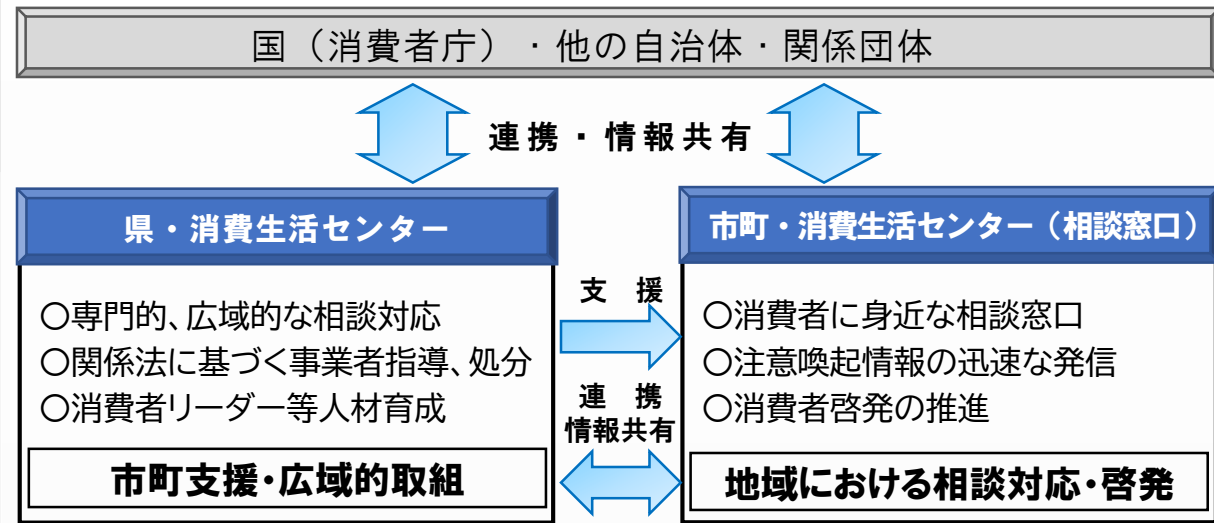 国（消費者庁）・他の自治体・関係団体
連携・情報共有
県・消費生活センター
〇専門的、広域的な相談対応
〇関係法に基づく事業者指導、処分
〇消費者リーダー等人材育成
市町支援・広域的取組
支　援
連　携
情報共有
市町・消費生活センター（相談窓口）
〇消費者に身近な相談窓口
〇注意喚起情報の迅速な発信
〇消費者啓発の推進
地域における相談対応・啓発